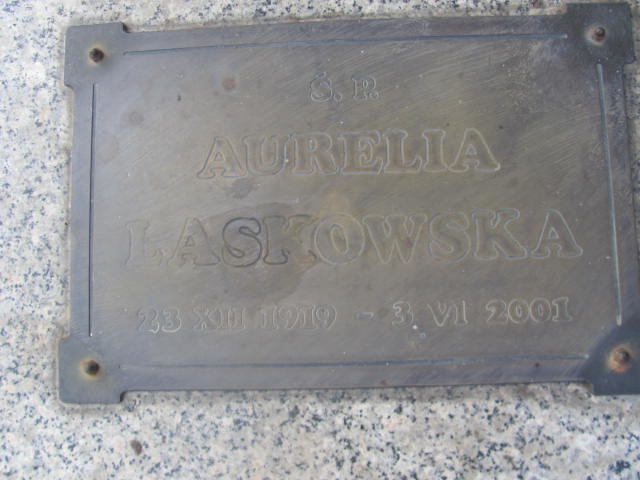 Ś. P.
AURELIA
LASKOWSKA
23 XII 1919 - 3 VI 2001